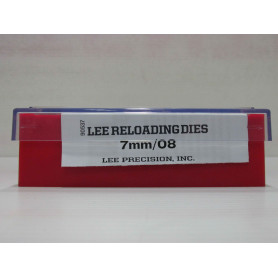 LEE RELOADING DIES
7mm/08
LEE PRECISION, INC.